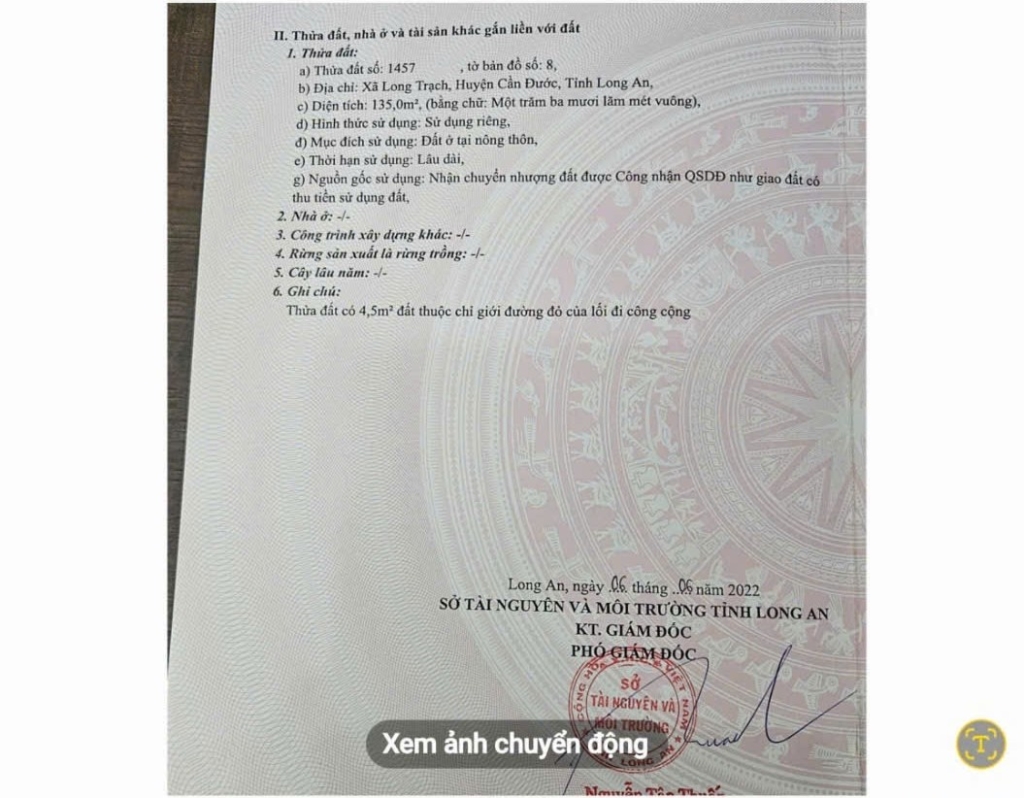 II. Thửa đất, nhà ở và tài sản khác gắn liền với đất
1. Thửa đất:
a) Thửa đất số: 1457 , tờ bản đồ số: 8,
b) Địa chỉ: Xã Long Trạch, Huyện Cần Đước, Tỉnh Long An,
c) Diện tích: 135,0m², (bằng chữ: Một trăm ba mươi lăm mét vuông),
d) Hình thức sử dụng: Sử dụng riêng,
đ) Mục đích sử dụng: Đất ở tại nông thôn,
e) Thời hạn sử dụng: Lâu dài,
g) Nguồn gốc sử dụng: Nhận chuyển nhượng đất được Công nhận QSDĐ như giao đất có
thu tiền sử dụng đất,
2. Nhà ở: -/-
3. Công trình xây dựng khác: -/-
4. Rừng sản xuất là rừng trồng: -/-
5. Cây lâu năm: -/-
6. Ghi chú:
Thửa đất có 4,5m² đất thuộc chỉ giới đường đỏ của lối đi công cộng
Long An, ngày 06 tháng 06 năm 2022
SỞ TÀI NGUYÊN VÀ MÔI TRƯỜNG TỈNH LONG AN
KT. GIÁM ĐỐC
PHÓ GIÁM ĐỐC
SỞ
TÀI NGUYÊN VÀ
MÔI TRƯỜNG
LONG AN
Xem ảnh chuyển động
Nguyễn Tân
T